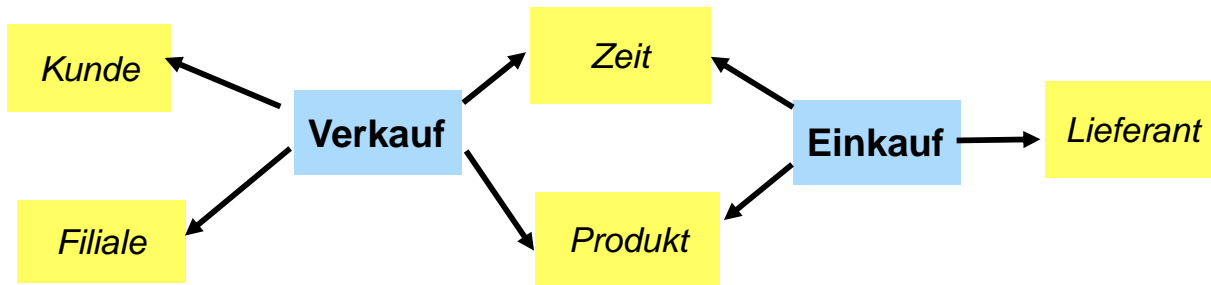 Kunde
Zeit
Verkauf
Einkauf
Lieferant
Filiale
Produkt